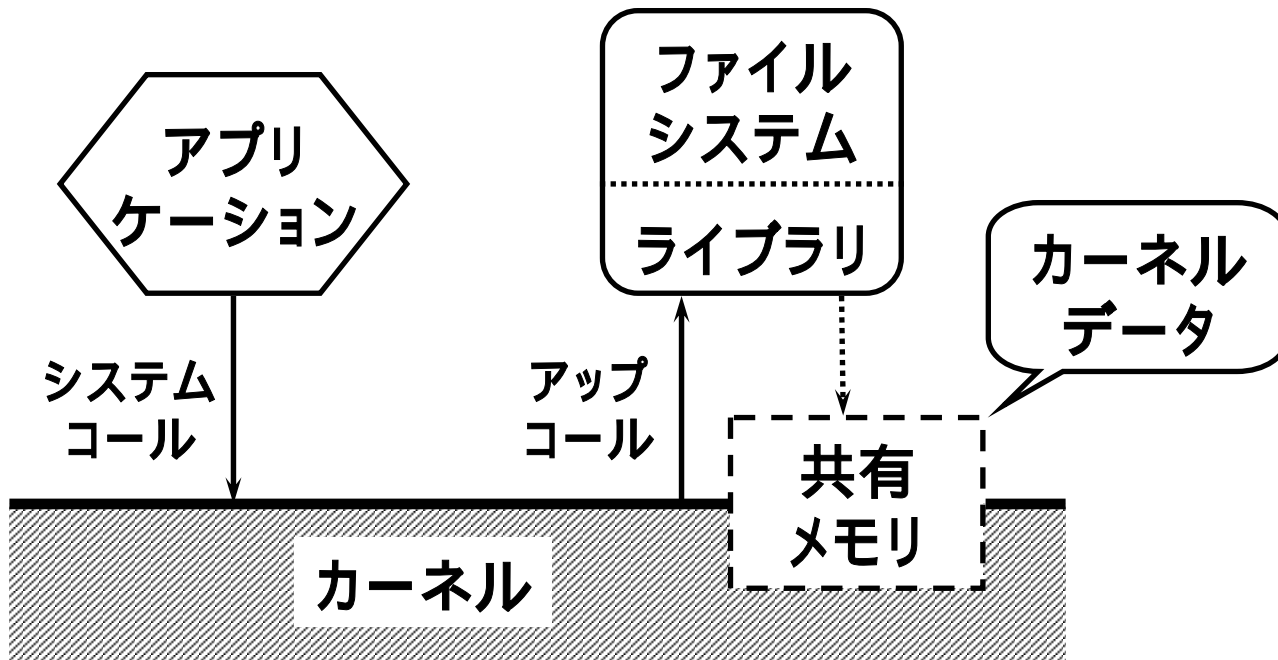 アプリ
ケーション
システム
コール
ファイル
システム
ライブラリ
アップ
コール
カーネル
データ
共有
メモリ
カーネル